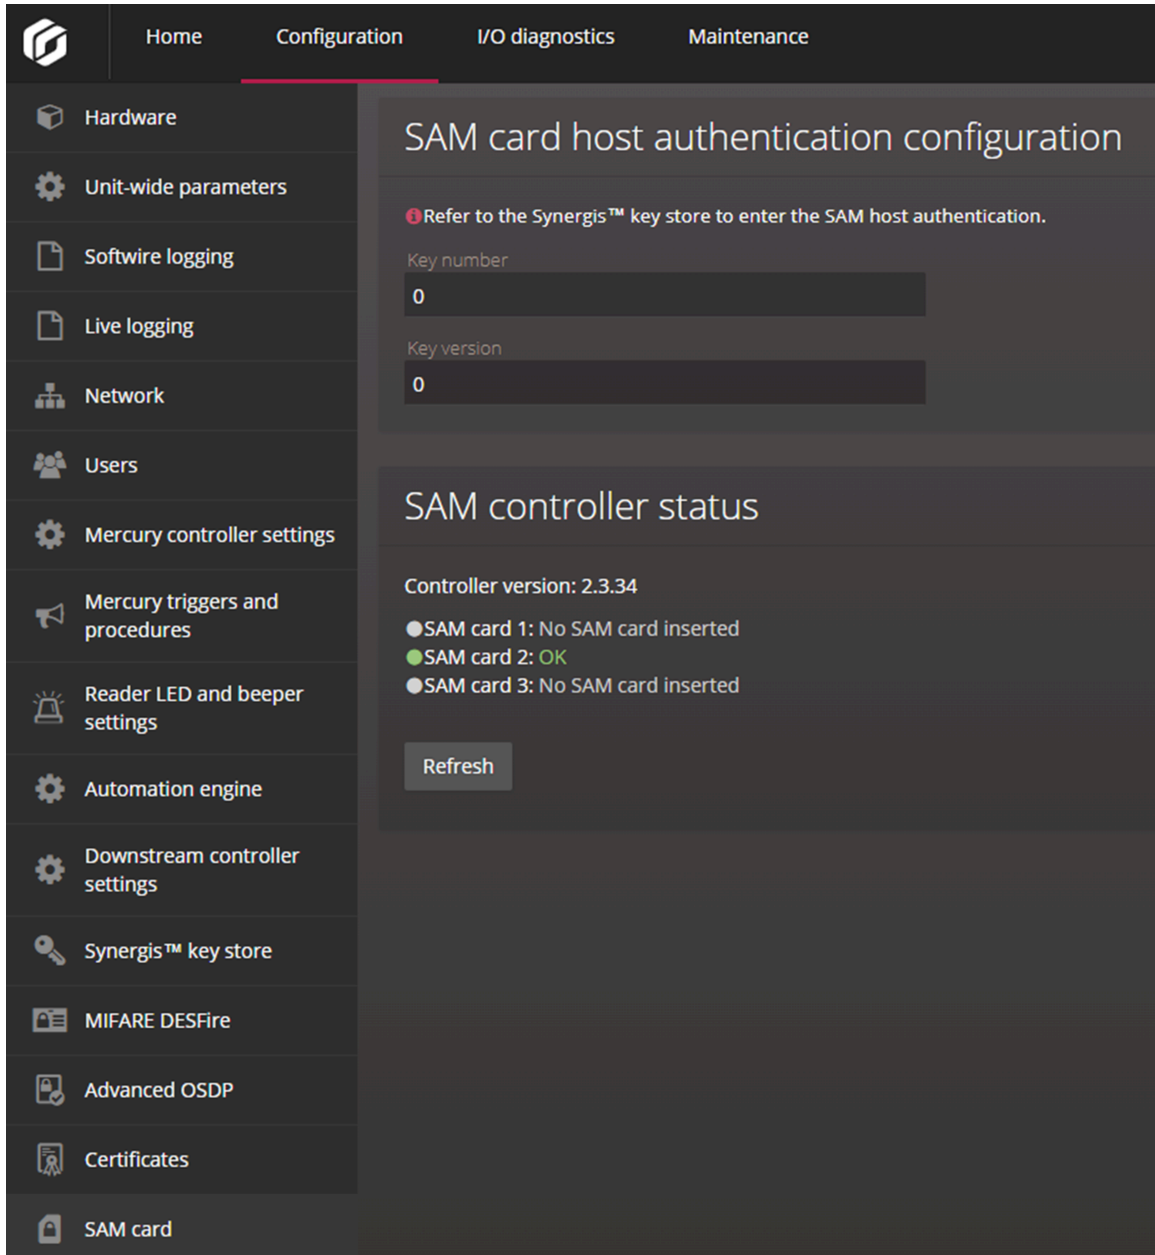 Home Configuration I/O diagnostics Maintenance
Hardware
Unit-wide parameters
Softwire logging
Live logging
Network
Users
Mercury controller settings
Mercury triggers and
procedures
Reader LED and beeper
settings
Automation engine
Downstream controller
settings
Synergis™ key store
MIFARE DESFire
Advanced OSDP
Certificates
SAM card
SAM card host authentication configuration
Refer to the Synergis™ key store to enter the SAM host authentication.
Key number
0
Key version
0
SAM controller status
Controller version: 2.3.34
SAM card 1: No SAM card inserted
SAM card 2: OK
SAM card 3: No SAM card inserted
Refresh